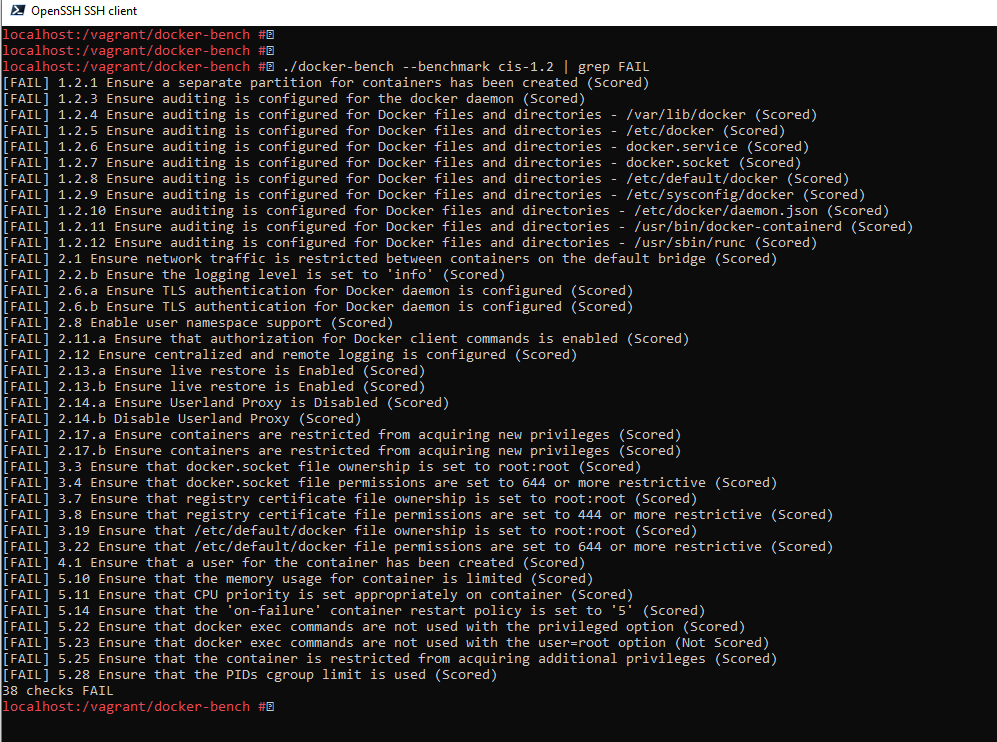 OpenSSH SSH client
localhost:/vagrant/docker-bench #
localhost:/vagrant/docker-bench #
localhost:/vagrant/docker-bench # ./docker-bench --benchmark cis-1.2 | grep FAIL
[FAIL] 1.2.1 Ensure a separate partition for containers has been created (Scored)
[FAIL] 1.2.3 Ensure auditing is configured for the docker daemon (Scored)
[FAIL] 1.2.4 Ensure auditing is configured for Docker files and directories - /var/lib/docker (Scored)
[FAIL] 1.2.5 Ensure auditing is configured for Docker files and directories - /etc/docker (Scored)
[FAIL] 1.2.6 Ensure auditing is configured for Docker files and directories - docker.service (Scored)
[FAIL] 1.2.7 Ensure auditing is configured for Docker files and directories - docker.socket (Scored)
[FAIL] 1.2.8 Ensure auditing is configured for Docker files and directories - /etc/default/docker (Scored)
[FAIL] 1.2.9 Ensure auditing is configured for Docker files and directories - /etc/sysconfig/docker (Scored)
[FAIL] 1.2.10 Ensure auditing is configured for Docker files and directories - /etc/docker/daemon.json (Scored)
[FAIL] 1.2.11 Ensure auditing is configured for Docker files and directories - /usr/bin/docker-containerd (Scored)
[FAIL] 1.2.12 Ensure auditing is configured for Docker files and directories - /usr/sbin/runc (Scored)
[FAIL] 2.1 Ensure network traffic is restricted between containers on the default bridge (Scored)
[FAIL] 2.2.b Ensure the logging level is set to 'info' (Scored)
[FAIL] 2.6.a Ensure TLS authentication for Docker daemon is configured (Scored)
[FAIL] 2.6.b Ensure TLS authentication for Docker daemon is configured (Scored)
[FAIL] 2.8 Enable user namespace support (Scored)
[FAIL] 2.11.a Ensure that authorization for Docker client commands is enabled (Scored)
[FAIL] 2.12 Ensure centralized and remote logging is configured (Scored)
[FAIL] 2.13.a Ensure live restore is Enabled (Scored)
[FAIL] 2.13.b Ensure live restore is Enabled (Scored)
[FAIL] 2.14.a Ensure Userland Proxy is Disabled (Scored)
[FAIL] 2.14.b Disable Userland Proxy (Scored)
[FAIL] 2.17.a Ensure containers are restricted from acquiring new privileges (Scored)
[FAIL] 2.17.b Ensure containers are restricted from acquiring new privileges (Scored)
[FAIL] 3.3 Ensure that docker.socket file ownership is set to root:root (Scored)
[FAIL] 3.4 Ensure that docker.socket file permissions are set to 644 or more restrictive (Scored)
[FAIL] 3.7 Ensure that registry certificate file ownership is set to root:root (Scored)
[FAIL] 3.8 Ensure that registry certificate file permissions are set to 444 or more restrictive (Scored)
[FAIL] 3.19 Ensure that /etc/default/docker file ownership is set to root:root (Scored)
[FAIL] 3.22 Ensure that /etc/default/docker file permissions are set to 644 or more restrictive (Scored)
[FAIL] 4.1 Ensure that a user for the container has been created (Scored)
[FAIL] 5.10 Ensure that the memory usage for container is limited (Scored)
[FAIL] 5.11 Ensure that CPU priority is set appropriately on container (Scored)
[FAIL] 5.14 Ensure that the 'on-failure' container restart policy is set to '5' (Scored)
[FAIL] 5.22 Ensure that docker exec commands are not used with the privileged option (Scored)
[FAIL] 5.23 Ensure that docker exec commands are not used with the user=root option (Not Scored)
[FAIL] 5.25 Ensure that the container is restricted from acquiring additional privileges (Scored)
[FAIL] 5.28 Ensure that the PIDs cgroup limit is used (Scored)
38 checks FAIL
localhost:/vagrant/docker-bench #